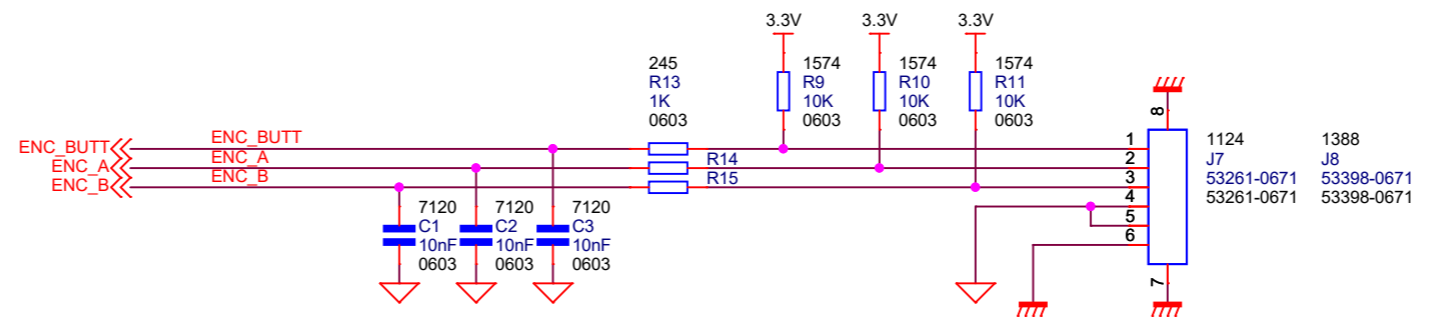 3.3V
3.3V
3.3V
245
R13
1K
0603
1574
R9
10K
0603
1574
R10
10K
0603
1574
R11
10K
0603
8
ENC_BUTT
ENC_BUTT
ENC_A
ENC_A
ENC_B
ENC_B
R14
R15
1
2
3
4
5
6
7
1124
J7
53261-0671
53261-0671
1388
J8
53398-0671
53398-0671
7120
C1
10nF
0603
7120
C2
10nF
0603
7120
C3
10nF
0603